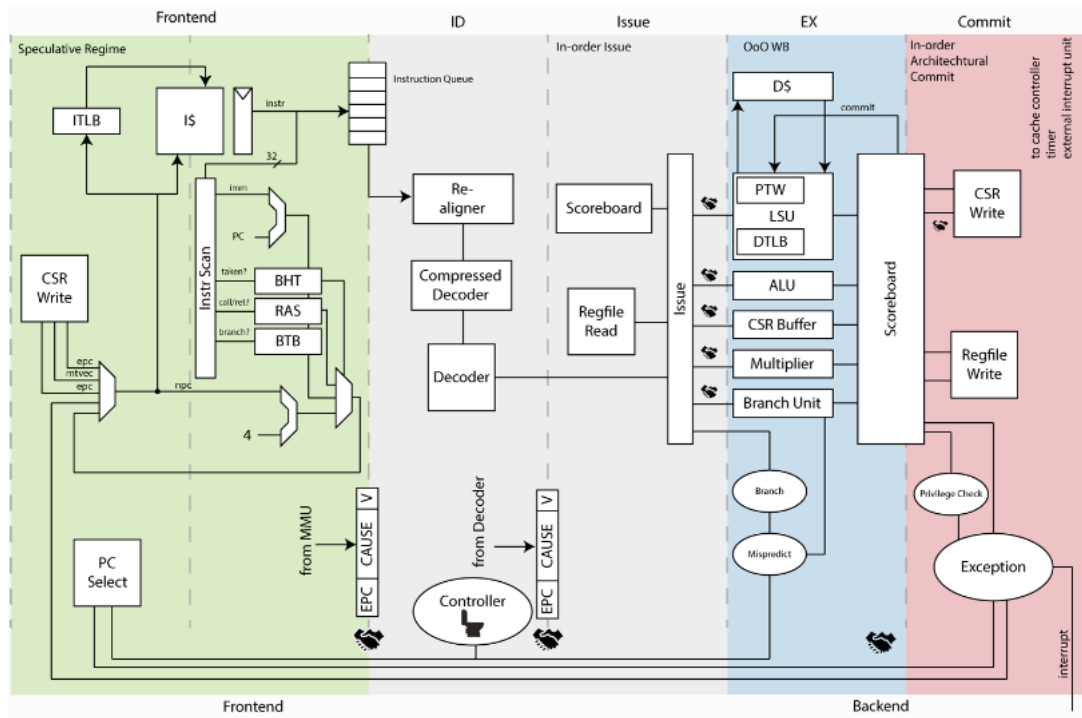 Frontend
ID
Issue
EX
Commit
Speculative Regime
In-order Issue
OoO WB
In-order
Architechtural
Commit
to cache controller
timer
external interrupt unit
ITLB
I$
instr
32
Instruction Queue
Instr Scan
imm
PC
taken?
BHT
call/ret?
RAS
branch?
BTB
CSR
Write
epc
mtvec
epc
npc
4
Re-
aligner
Compressed
Decoder
Decoder
Scoreboard
Regfile
Read
Issue
D$
commit
PTW
LSU
DTLB
ALU
CSR Buffer
Multiplier
Branch Unit
Scoreboard
CSR
Write
Regfile
Write
Branch
Mispredict
Privilege Check
Exception
interrupt
from MMU
EPC
CAUSE
V
from Decoder
EPC
CAUSE
V
PC
Select
Controller
Frontend
Backend